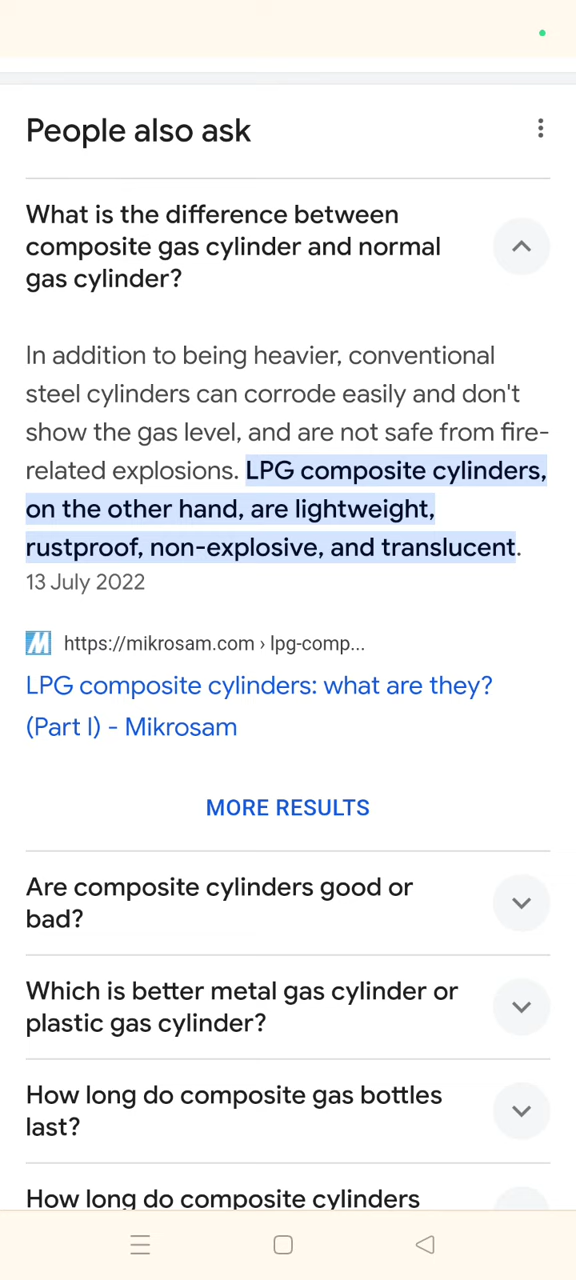 People also ask
What is the difference between
composite gas cylinder and normal
gas cylinder?
In addition to being heavier, conventional
steel cylinders can corrode easily and don't
show the gas level, and are not safe from fire-
related explosions. LPG composite cylinders,
on the other hand, are lightweight,
rustproof, non-explosive, and translucent.
13 July 2022
https://mikrosam.com › lpg-comp...
LPG composite cylinders: what are they?
(Part I) - Mikrosam
MORE RESULTS
Are composite cylinders good or
bad?
Which is better metal gas cylinder or
plastic gas cylinder?
How long do composite gas bottles
last?
How long do composite cylinders